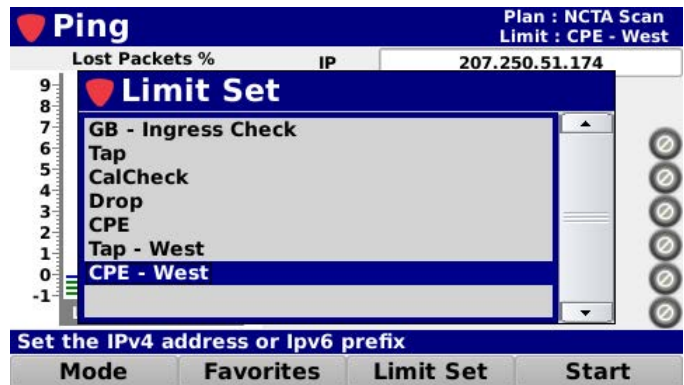 Ping
Plan : NCTA Scan
Limit : CPE - West
Lost Packets %
IP
207.250.51.174
9
8
7
6
5
4
3
2
1
0
-1
Limit Set
GB - Ingress Check
Tap
CalCheck
Drop
CPE
Tap - West
CPE - West
Set the IPv4 address or Ipv6 prefix
Mode
Favorites
Limit Set
Start